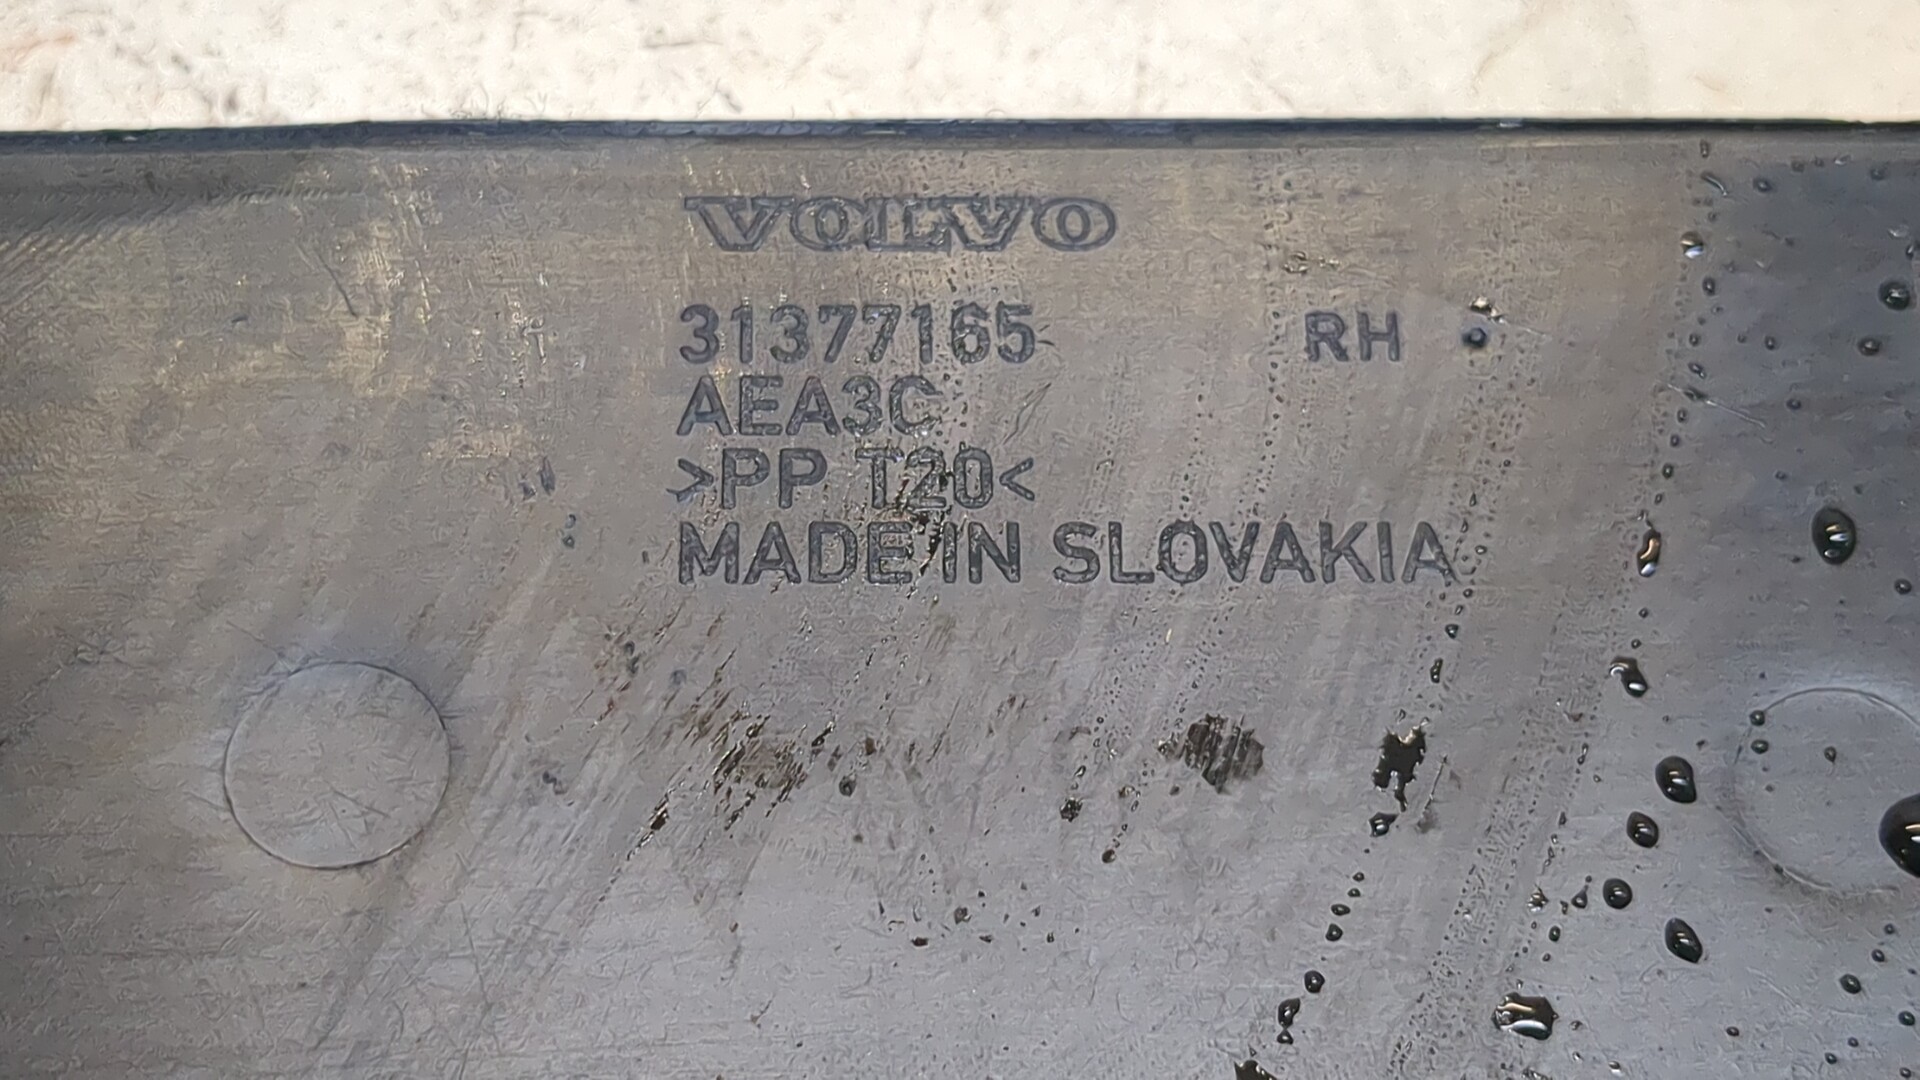 VOLVO
31377165 RH
AEA3C
>PP T20<
MADE IN SLOVAKIA